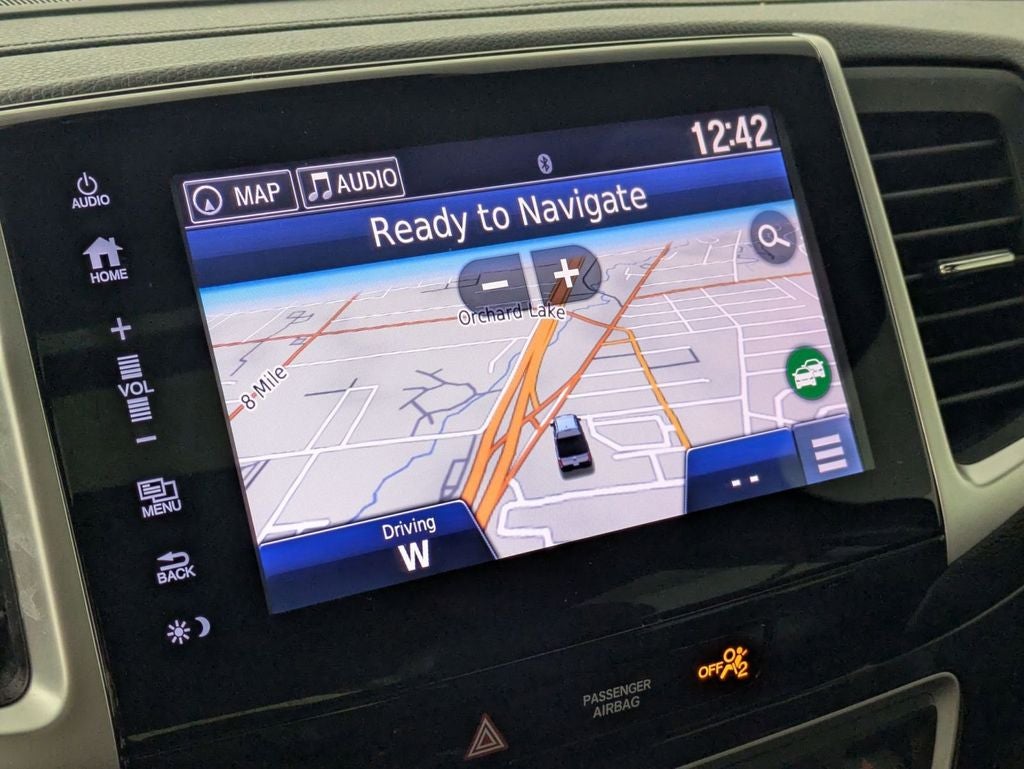 12:42
MAP
AUDIO
Ready to Navigate
AUDIO
HOME
+
VOL
-
MENU
BACK
- +
Orchard Lake
8 Mile
Driving
W
--
PASSENGER
AIRBAG
OFF 2